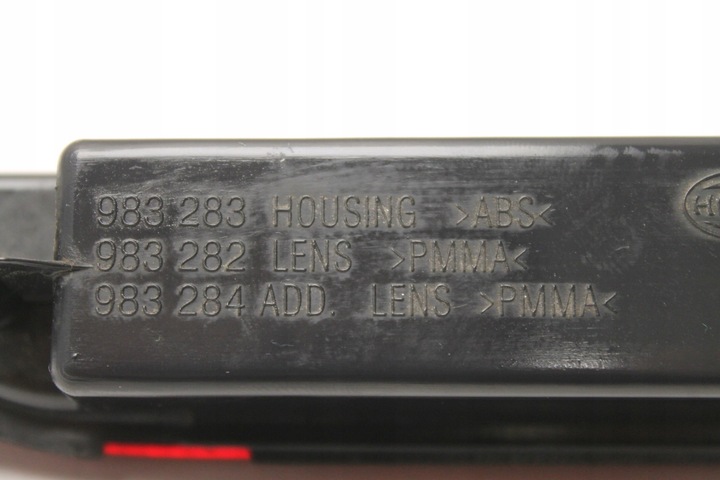 983 283 HOUSING >ABS<
983 282 LENS >PMMA<
983 284 ADD. LENS >PMMA<